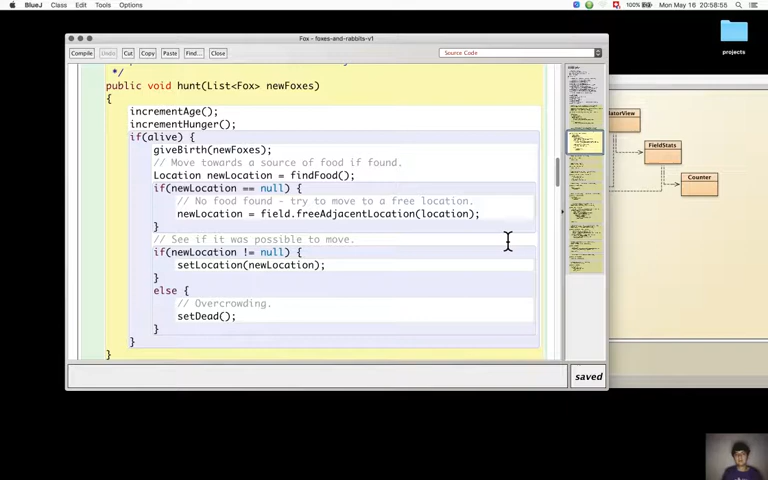 BlueJ Class Edit Tools Options 100% Mon May 16 20:58:55
Fox - foxes-and-rabbits-v1
Compile Undo Cut Copy Paste Find... Close Source Code
*/
public void hunt(List<Fox> newFoxes)
{
incrementAge();
incrementHunger();
if(alive) {
giveBirth(newFoxes);
// Move towards a source of food if found.
Location newLocation = findFood();
if(newLocation == null) {
// No food found - try to move to a free location.
newLocation = field.freeAdjacentLocation(location);
}
// See if it was possible to move.
if(newLocation != null) {
setLocation(newLocation);
}
else {
// Overcrowding.
setDead();
}
}
}
saved
projects
latorView
FieldStats
Counter